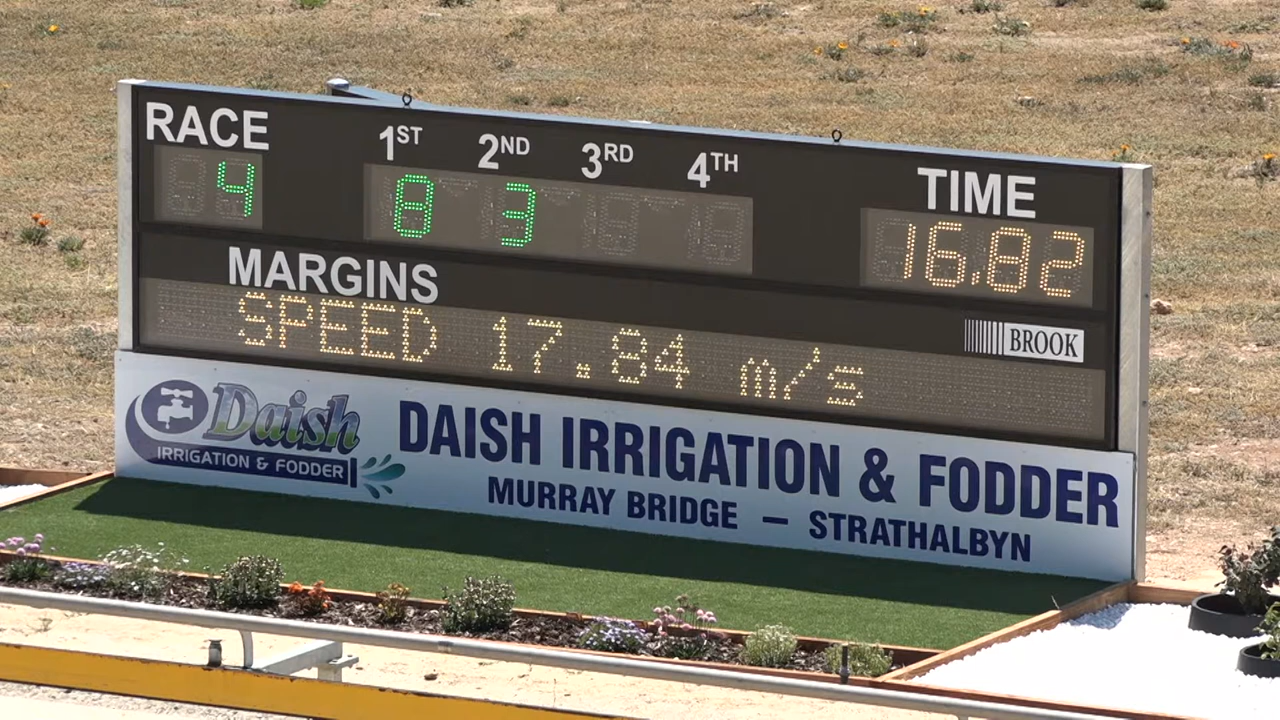 RACE 1ST 2ND 3RD 4TH TIME
4 8 3 16.82
MARGINS
SPEED 17.84 m/s
BROOK
Daish
IRRIGATION & FODDER
DAISH IRRIGATION & FODDER
MURRAY BRIDGE – STRATHALBYN